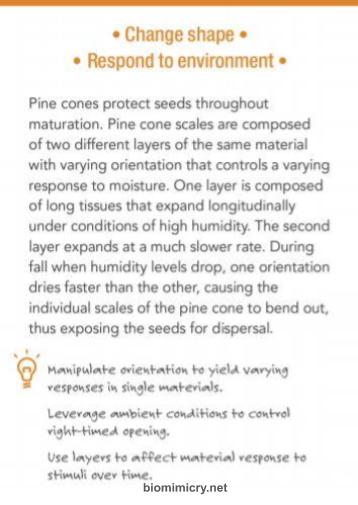 • Change shape •
• Respond to environment •
Pine cones protect seeds throughout
maturation. Pine cone scales are composed
of two different layers of the same material
with varying orientation that controls a varying
response to moisture. One layer is composed
of long tissues that expand longitudinally
under conditions of high humidity. The second
layer expands at a much slower rate. During
fall when humidity levels drop, one orientation
dries faster than the other, causing the
individual scales of the pine cone to bend out,
thus exposing the seeds for dispersal.
Manipulate orientation to yield varying
responses in single materials.
Leverage ambient conditions to control
right-timed opening.
Use layers to affect material response to
stimuli over time.
biomimicry.net